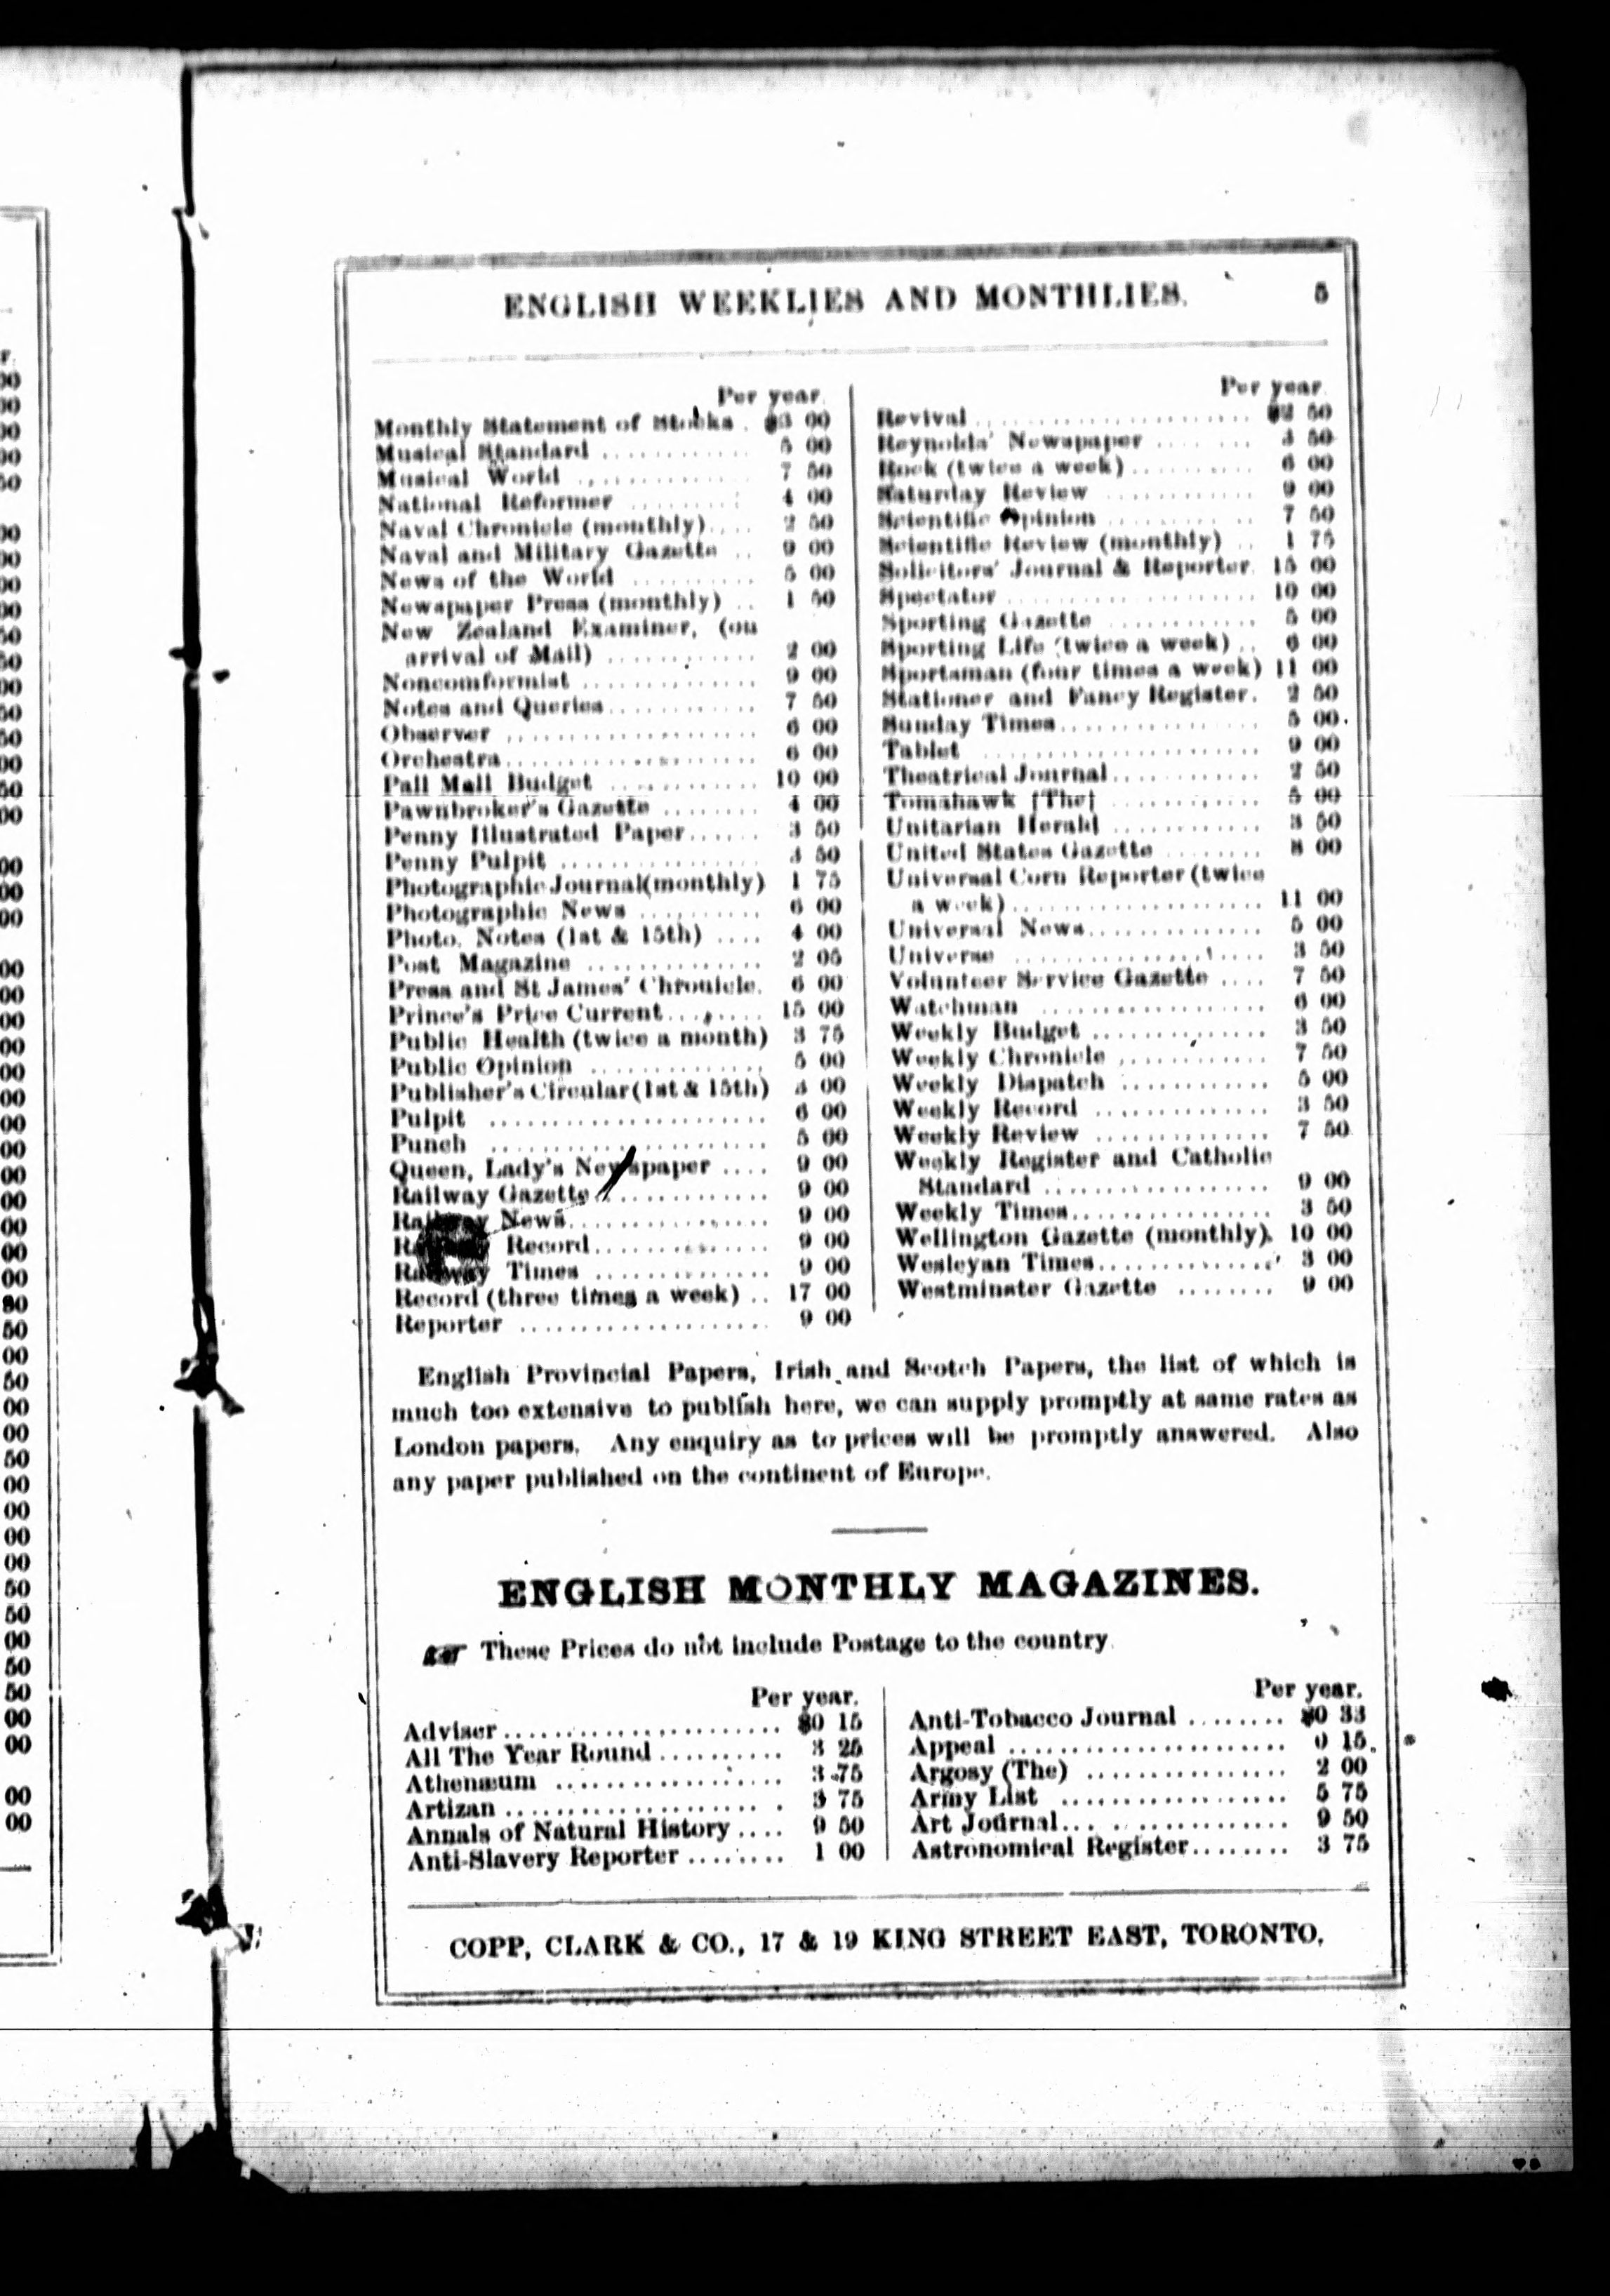 ENGLISH WEEKLIES AND MONTHLIES. 5
Per year.
Monthly Statement of Stocks . $3 00
Musical Standard ............ 5 00
Musical World .............. 7 50
National Reformer .......... 4 00
Naval Chronicle (monthly).... 2 50
Naval and Military Gazette .. 9 00
News of the World .......... 5 00
Newspaper Press (monthly) .. 1 50
New Zealand Examiner, (on
arrival of Mail) ............ 2 00
Noncomformist .............. 9 00
Notes and Queries............ 7 50
Observer .................... 6 00
Orchestra.................... 6 00
Pall Mall Budget ............ 10 00
Pawnbroker's Gazette ........ 4 00
Penny Illustrated Paper...... 3 50
Penny Pulpit ................ 50
Photographic Journal(monthly) 1 75
Photographic News .......... 6 00
Photo. Notes (1st & 15th) .... 4 00
Post Magazine .............. 2 05
Press and St James' Chronicle. 6 00
Prince's Price Current........ 15 00
Public Health (twice a month) 3 75
Public Opinion .............. 5 00
Publisher's Circular(1st & 15th) 00
Pulpit ...................... 6 00
Punch ...................... 5 00
Queen, Lady's Newspaper .... 9 00
Railway Gazette.............. 9 00
Railway News................ 9 00
Record.............. 9 00
Railway Times .............. 9 00
Record (three times a week) .. 17 00
Reporter .................... 9 00
Per year.
Revival...................... $2 50
Reynolds' Newspaper ........ 3 50
Rock (twice a week).......... 6 00
Saturday Review ............ 9 00
Scientific Opinion ............ 7 50
Scientific Review (monthly) .. 1 75
Solicitors' Journal & Reporter. 15 00
Spectator .................... 10 00
Sporting Gazette ............ 5 00
Sporting Life (twice a week) .. 6 00
Sportsman (four times a week) 11 00
Stationer and Fancy Register. 2 50
Sunday Times................ 5 00
Tablet ...................... 9 00
Theatrical Journal............ 2 50
Tomahawk [The] ............ 5 00
Unitarian Herald ............ 3 50
United States Gazette ........ 8 00
Universal Corn Reporter (twice
a week).................... 11 00
Universal News.............. 5 00
Universe .................... 3 50
Volunteer Service Gazette .... 7 50
Watchman .................. 6 00
Weekly Budget .............. 3 50
Weekly Chronicle ............ 7 50
Weekly Dispatch ............ 5 00
Weekly Record .............. 3 50
Weekly Review .............. 7 50
Weekly Register and Catholic
Standard .................. 9 00
Weekly Times................ 3 50
Wellington Gazette (monthly). 10 00
Wesleyan Times.............. 3 00
Westminster Gazette ........ 9 00
English Provincial Papers, Irish and Scotch Papers, the list of which is
much too extensive to publish here, we can supply promptly at same rates as
London papers. Any enquiry as to prices will be promptly answered. Also
any paper published on the continent of Europe.
ENGLISH MONTHLY MAGAZINES.
☞ These Prices do not include Postage to the country.
Per year.
Adviser...................... $0 15
All The Year Round.......... 3 25
Athenæum .................. 3 75
Artizan...................... 3 75
Annals of Natural History.... 9 50
Anti-Slavery Reporter........ 1 00
Per year.
Anti-Tobacco Journal ........ $0 33
Appeal ...................... 0 15
Argosy (The) ................ 2 00
Army List .................. 5 75
Art Journal.................. 9 50
Astronomical Register........ 3 75
COPP, CLARK & CO., 17 & 19 KING STREET EAST, TORONTO.